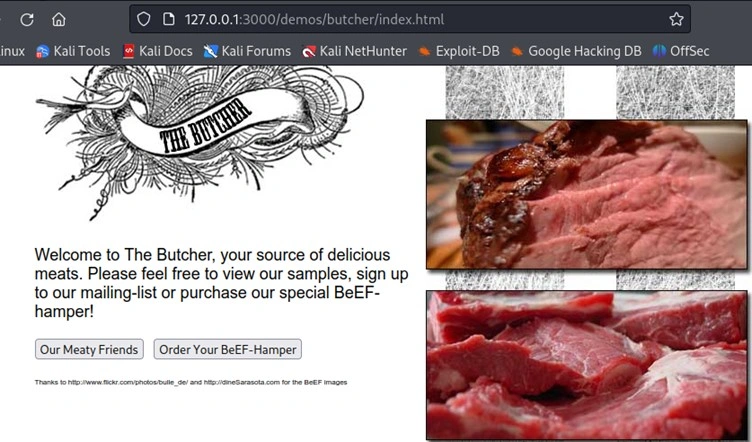 127.0.0.1:3000/demos/butcher/index.html
inux Kali Tools Kali Docs Kali Forums Kali NetHunter Exploit-DB Google Hacking DB OffSec
THE BUTCHER
Welcome to The Butcher, your source of delicious
meats. Please feel free to view our samples, sign up
to our mailing-list or purchase our special BeEF-
hamper!
Our Meaty Friends Order Your BeEF-Hamper
Thanks to http://www.flickr.com/photos/bulle_de/ and http://dineSarasota.com for the BeEF images